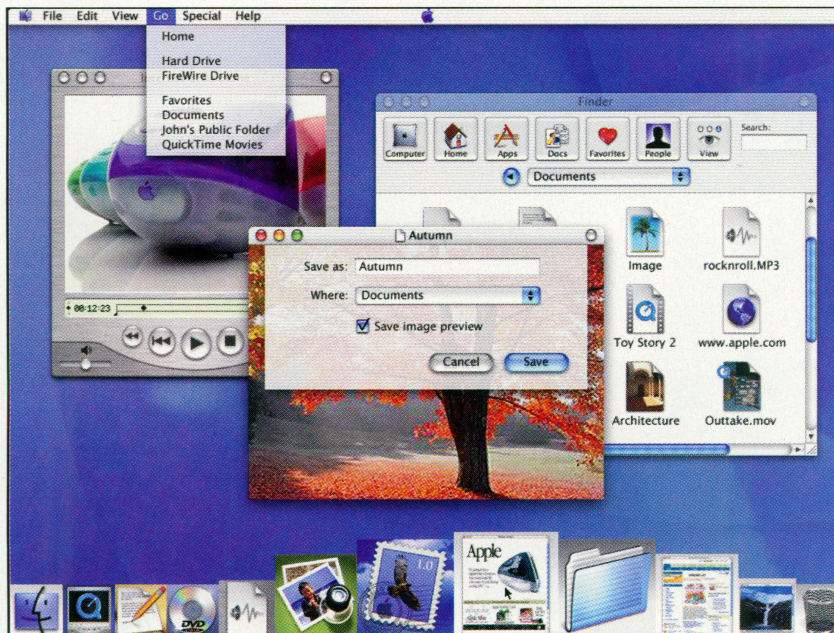 File Edit View Go Special Help
Home
Hard Drive
FireWire Drive
Favorites
Documents
John's Public Folder
QuickTime Movies
Finder
Computer
Home
Apps
Docs
Favorites
People
View
Search:
Documents
Image
rocknroll.MP3
Toy Story 2
www.apple.com
Architecture
Outtake.mov
Autumn
Save as: Autumn
Where: Documents
Save image preview
Cancel
Save
00:12:23
DVD
1.0
Apple